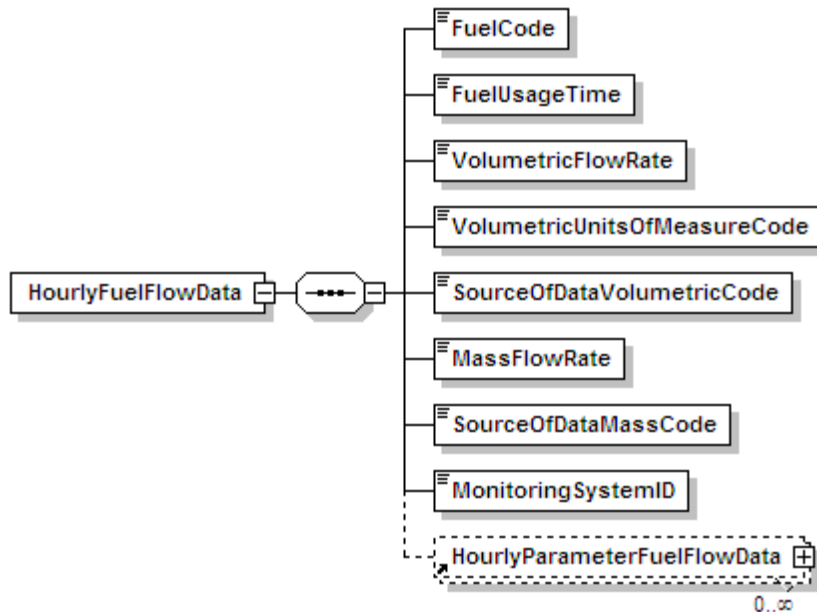 FuelCode
FuelUsageTime
VolumetricFlowRate
VolumetricUnitsOfMeasureCode
HourlyFuelFlowData
SourceOfDataVolumetricCode
MassFlowRate
SourceOfDataMassCode
MonitoringSystemID
HourlyParameterFuelFlowData
0..∞